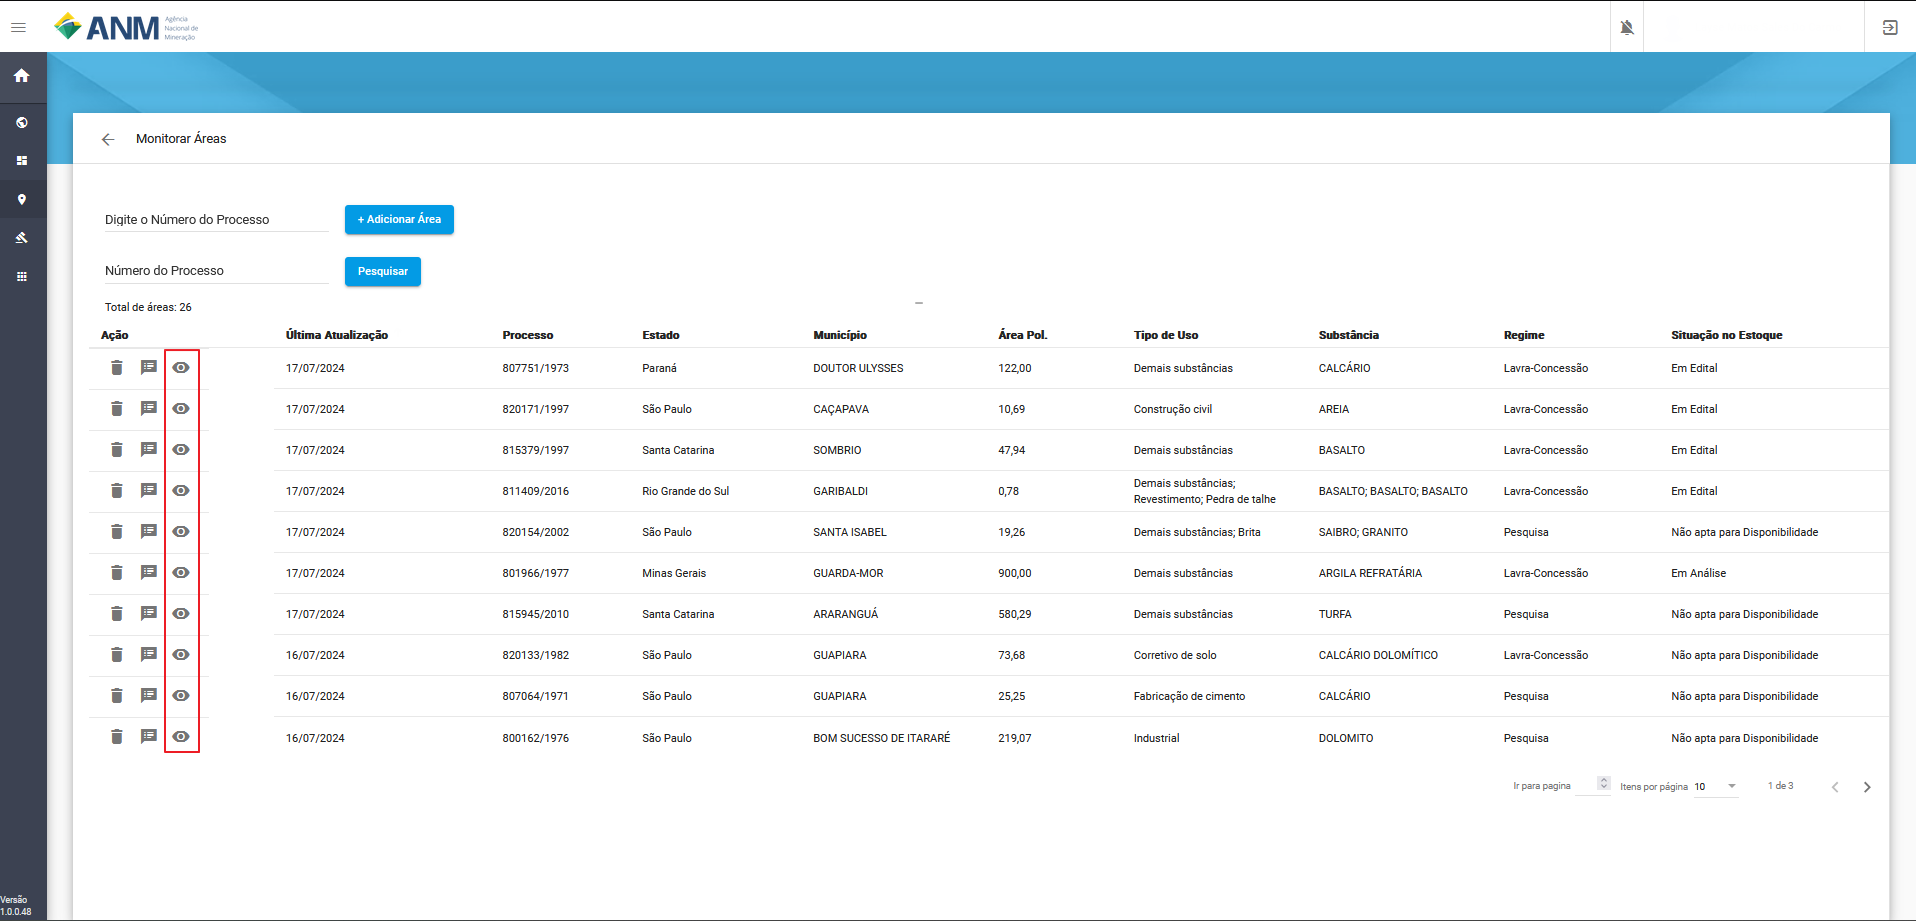 ANM Agência
Nacional de
Mineração
Monitorar Áreas
Digite o Número do Processo + Adicionar Área
Número do Processo Pesquisar
Total de áreas: 26
Ação Última Atualização Processo Estado Município Área Pol. Tipo de Uso Substância Regime Situação no Estoque
17/07/2024 807751/1973 Paraná DOUTOR ULYSSES 122,00 Demais substâncias CALCÁRIO Lavra-Concessão Em Edital
17/07/2024 820171/1997 São Paulo CAÇAPAVA 10,69 Construção civil AREIA Lavra-Concessão Em Edital
17/07/2024 815379/1997 Santa Catarina SOMBRIO 47,94 Demais substâncias BASALTO Lavra-Concessão Em Edital
17/07/2024 811409/2016 Rio Grande do Sul GARIBALDI 0,78 Demais substâncias;
Revestimento; Pedra de talhe BASALTO; BASALTO; BASALTO Lavra-Concessão Em Edital
17/07/2024 820154/2002 São Paulo SANTA ISABEL 19,26 Demais substâncias; Brita SAIBRO; GRANITO Pesquisa Não apta para Disponibilidade
17/07/2024 801966/1977 Minas Gerais GUARDA-MOR 900,00 Demais substâncias ARGILA REFRATÁRIA Lavra-Concessão Em Análise
17/07/2024 815945/2010 Santa Catarina ARARANGUÁ 580,29 Demais substâncias TURFA Pesquisa Não apta para Disponibilidade
16/07/2024 820133/1982 São Paulo GUAPIARA 73,68 Corretivo de solo CALCÁRIO DOLOMÍTICO Lavra-Concessão Não apta para Disponibilidade
16/07/2024 807064/1971 São Paulo GUAPIARA 25,25 Fabricação de cimento CALCÁRIO Pesquisa Não apta para Disponibilidade
16/07/2024 800162/1976 São Paulo BOM SUCESSO DE ITARARÉ 219,07 Industrial DOLOMITO Pesquisa Não apta para Disponibilidade
Ir para pagina Itens por página 10 1 de 3
Versão
1.0.0.48